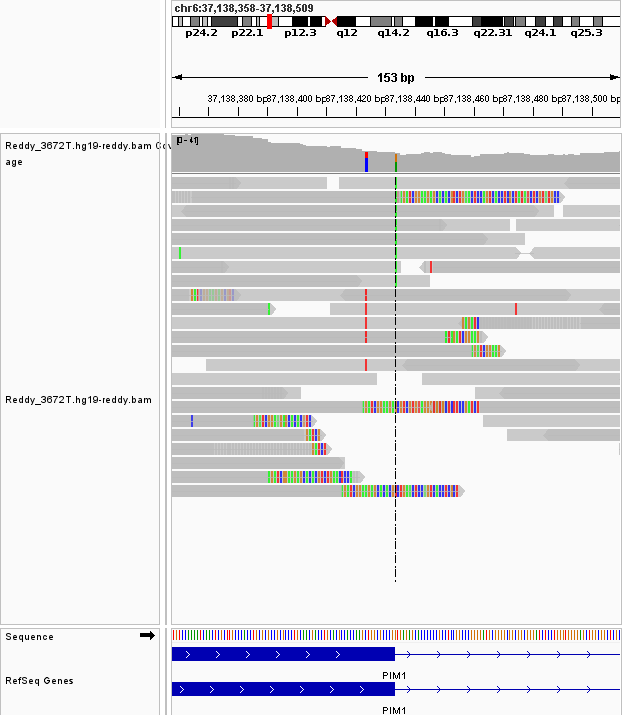 chr6:37,138,358-37,138,509
p24.2 p22.1 p12.3 q12 q14.2 q16.3 q22.31 q24.1 q25.3
153 bp
37,138,380 bp 37,138,400 bp 37,138,420 bp 37,138,440 bp 37,138,460 bp 37,138,480 bp 37,138,500 bp
Reddy_3672T.hg19-reddy.bam Cov
age
[0 - 41]
Reddy_3672T.hg19-reddy.bam
Sequence
RefSeq Genes
PIM1
PIM1